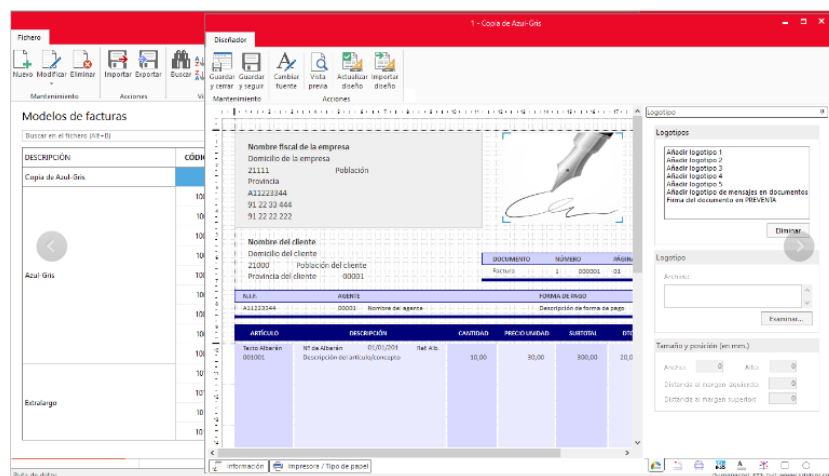 1 - Copia de Azul-Gris
Fichero
Diseñador
Nuevo Modificar Eliminar Importar Exportar Buscar
Mantenimiento Acciones
Guardar y cerrar
Guardar y seguir
Cambiar fuente
Vista previa
Actualizar diseño
Importar diseño
Mantenimiento Acciones
Modelos de facturas
Buscar en el fichero (Alt+B)
DESCRIPCIÓN
Copia de Azul-Gris
Azul-Gris
Extralargo
Nombre fiscal de la empresa
Domicilio de la empresa
21111 Población
Provincia
A11223344
91 22 33 444
91 22 22 222
Nombre del cliente
Domicilio del cliente
21000 Población del cliente
Provincia del cliente 00001
DOCUMENTO NÚMERO
Factura 1 000001 01
N.I.F. AGENTE FORMA DE PAGO
A11223344 00001 Nombre del agente Descripción de forma de pago
ARTÍCULO DESCRIPCIÓN CANTIDAD PRECIO UNIDAD SUBTOTAL
Texto Albarán Nº de Albarán 01/01/201 Ref. Alb.
001001 Descripción del artículo/concepto 10,00 30,00 300,00 20,0
Información Impresora / Tipo de papel
Logotipo
Logotipos
Añadir logotipo 1
Añadir logotipo 2
Añadir logotipo 3
Añadir logotipo 4
Añadir logotipo 5
Añadir logotipo de mensajes en documentos
Firma del documento en PREVENTA
Eliminar
Logotipo
Archivo:
Examinar...
Tamaño y posición (en mm.)
Ancho: 0 Alto: 0
Distancia al margen izquierdo: 0
Distancia al margen superior: 0